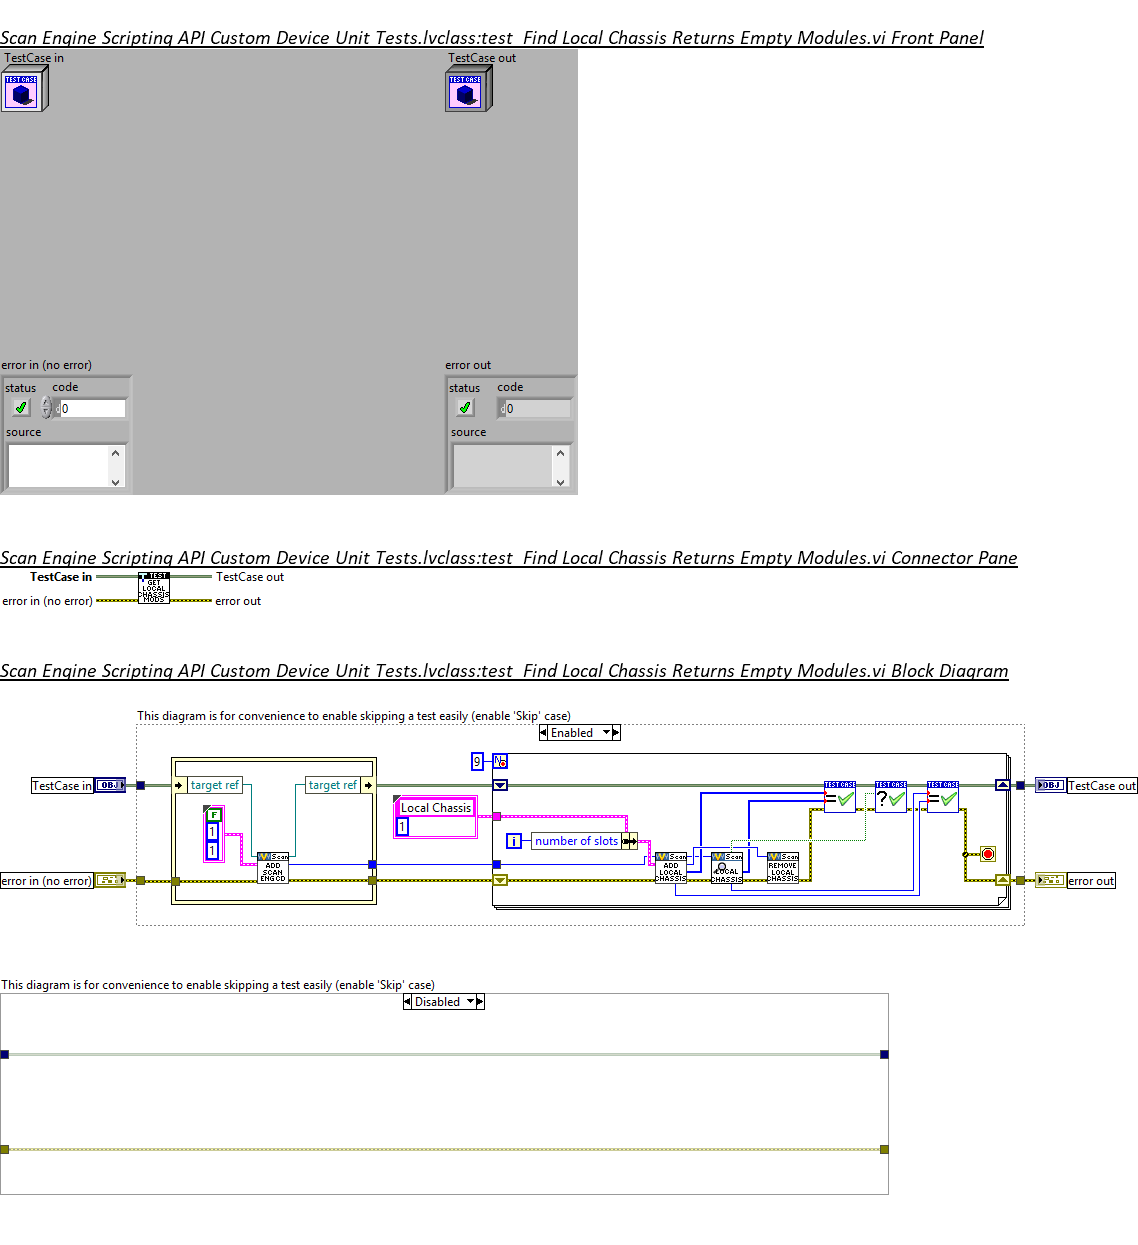 Scan Engine Scripting API Custom Device Unit Tests.lvclass:test  Find Local Chassis Returns Empty Modules.vi Front Panel
TestCase in
TestCase out
TEST CASE
TEST CASE
error in (no error)
error out
status
code
status
code
d
0
d
0
source
source
Scan Engine Scripting API Custom Device Unit Tests.lvclass:test  Find Local Chassis Returns Empty Modules.vi Connector Pane
TestCase in
TEST
GET
LOCAL
CHASSIS
MODS
TestCase out
error in (no error)
error out
Scan Engine Scripting API Custom Device Unit Tests.lvclass:test  Find Local Chassis Returns Empty Modules.vi Block Diagram
This diagram is for convenience to enable skipping a test easily (enable 'Skip' case)
Enabled
9
N
TestCase in
OBJ
target ref
target ref
TEST CASE
TEST CASE
TEST CASE
=
?
=
OBJ
TestCase out
F
1
1
Local Chassis
1
i
number of slots
Scan
ADD
SCAN
ENGCD
Scan
ADD
LOCAL
CHASSIS
Scan
LOCAL
CHASSIS
Scan
REMOVE
LOCAL
CHASSIS
error in (no error)
error out
This diagram is for convenience to enable skipping a test easily (enable 'Skip' case)
Disabled